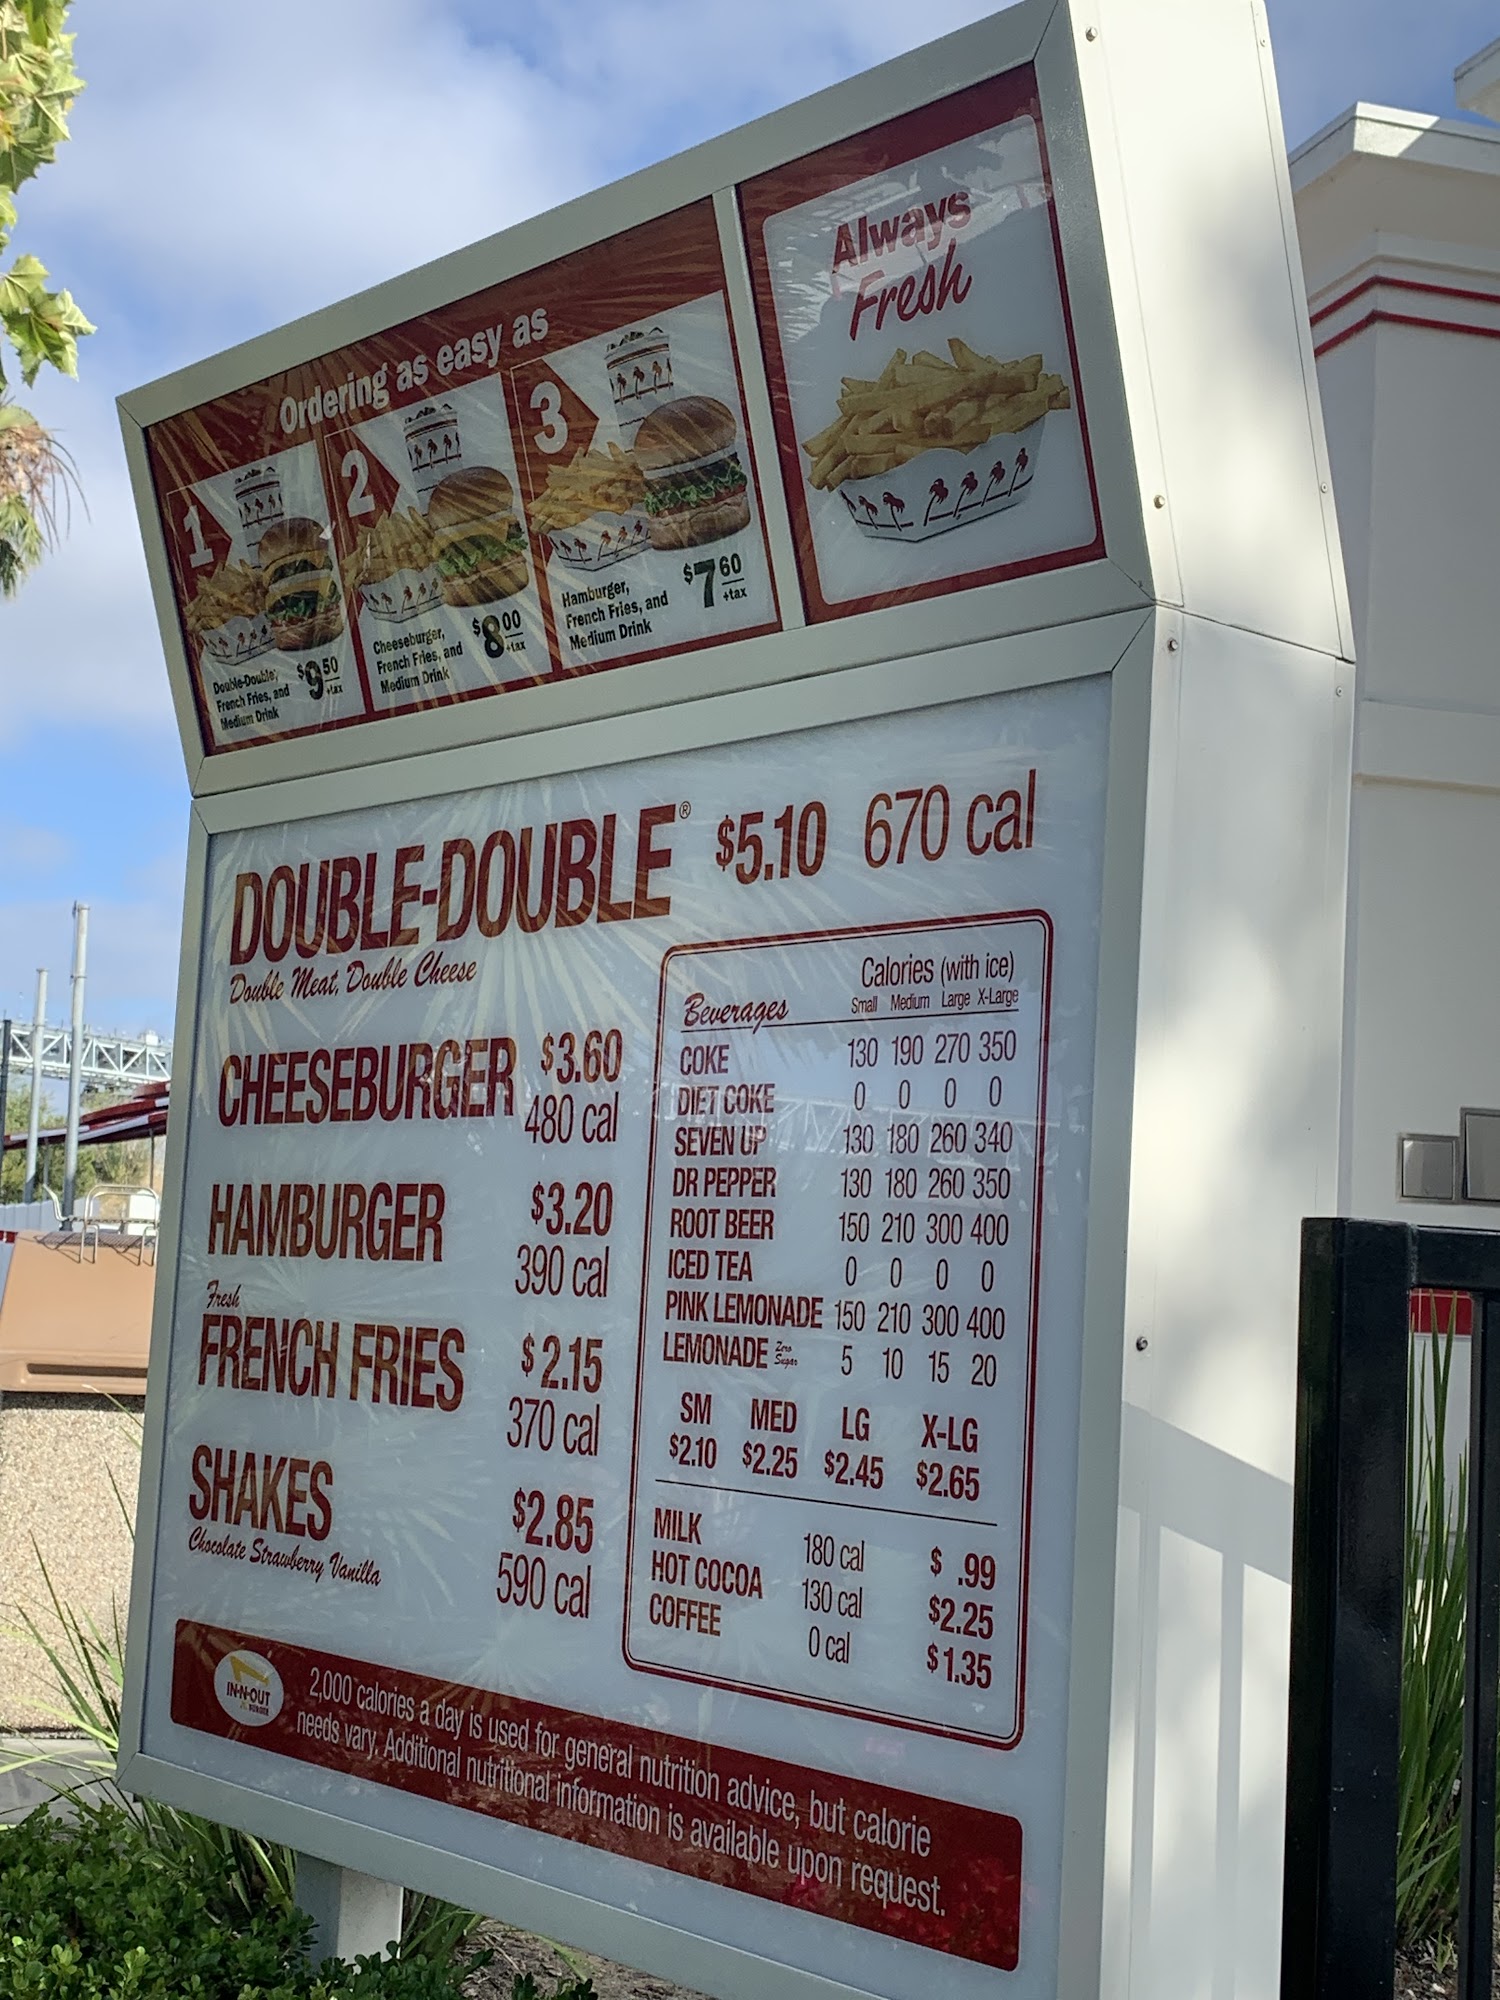 Ordering as easy as
1
Double-Double,
French Fries, and
Medium Drink
$9.50
+tax
2
Cheeseburger,
French Fries, and
Medium Drink
$8.00
+tax
3
Hamburger,
French Fries, and
Medium Drink
$7.60
+tax
Always
Fresh
DOUBLE-DOUBLE® $5.10 670 cal
Double Meat, Double Cheese
CHEESEBURGER $3.60
480 cal
HAMBURGER $3.20
390 cal
Fresh
FRENCH FRIES $2.15
370 cal
SHAKES $2.85
Chocolate Strawberry Vanilla 590 cal
Calories (with ice)
Beverages Small Medium Large X-Large
COKE 130 190 270 350
DIET COKE 0 0 0 0
SEVEN UP 130 180 260 340
DR PEPPER 130 180 260 350
ROOT BEER 150 210 300 400
ICED TEA 0 0 0 0
PINK LEMONADE 150 210 300 400
LEMONADE Zero Sugar 5 10 15 20
SM MED LG X-LG
$2.10 $2.25 $2.45 $2.65
MILK 180 cal $ .99
HOT COCOA 130 cal $2.25
COFFEE 0 cal $1.35
IN-N-OUT
BURGER
2,000 calories a day is used for general nutrition advice, but calorie
needs vary. Additional nutritional information is available upon request.